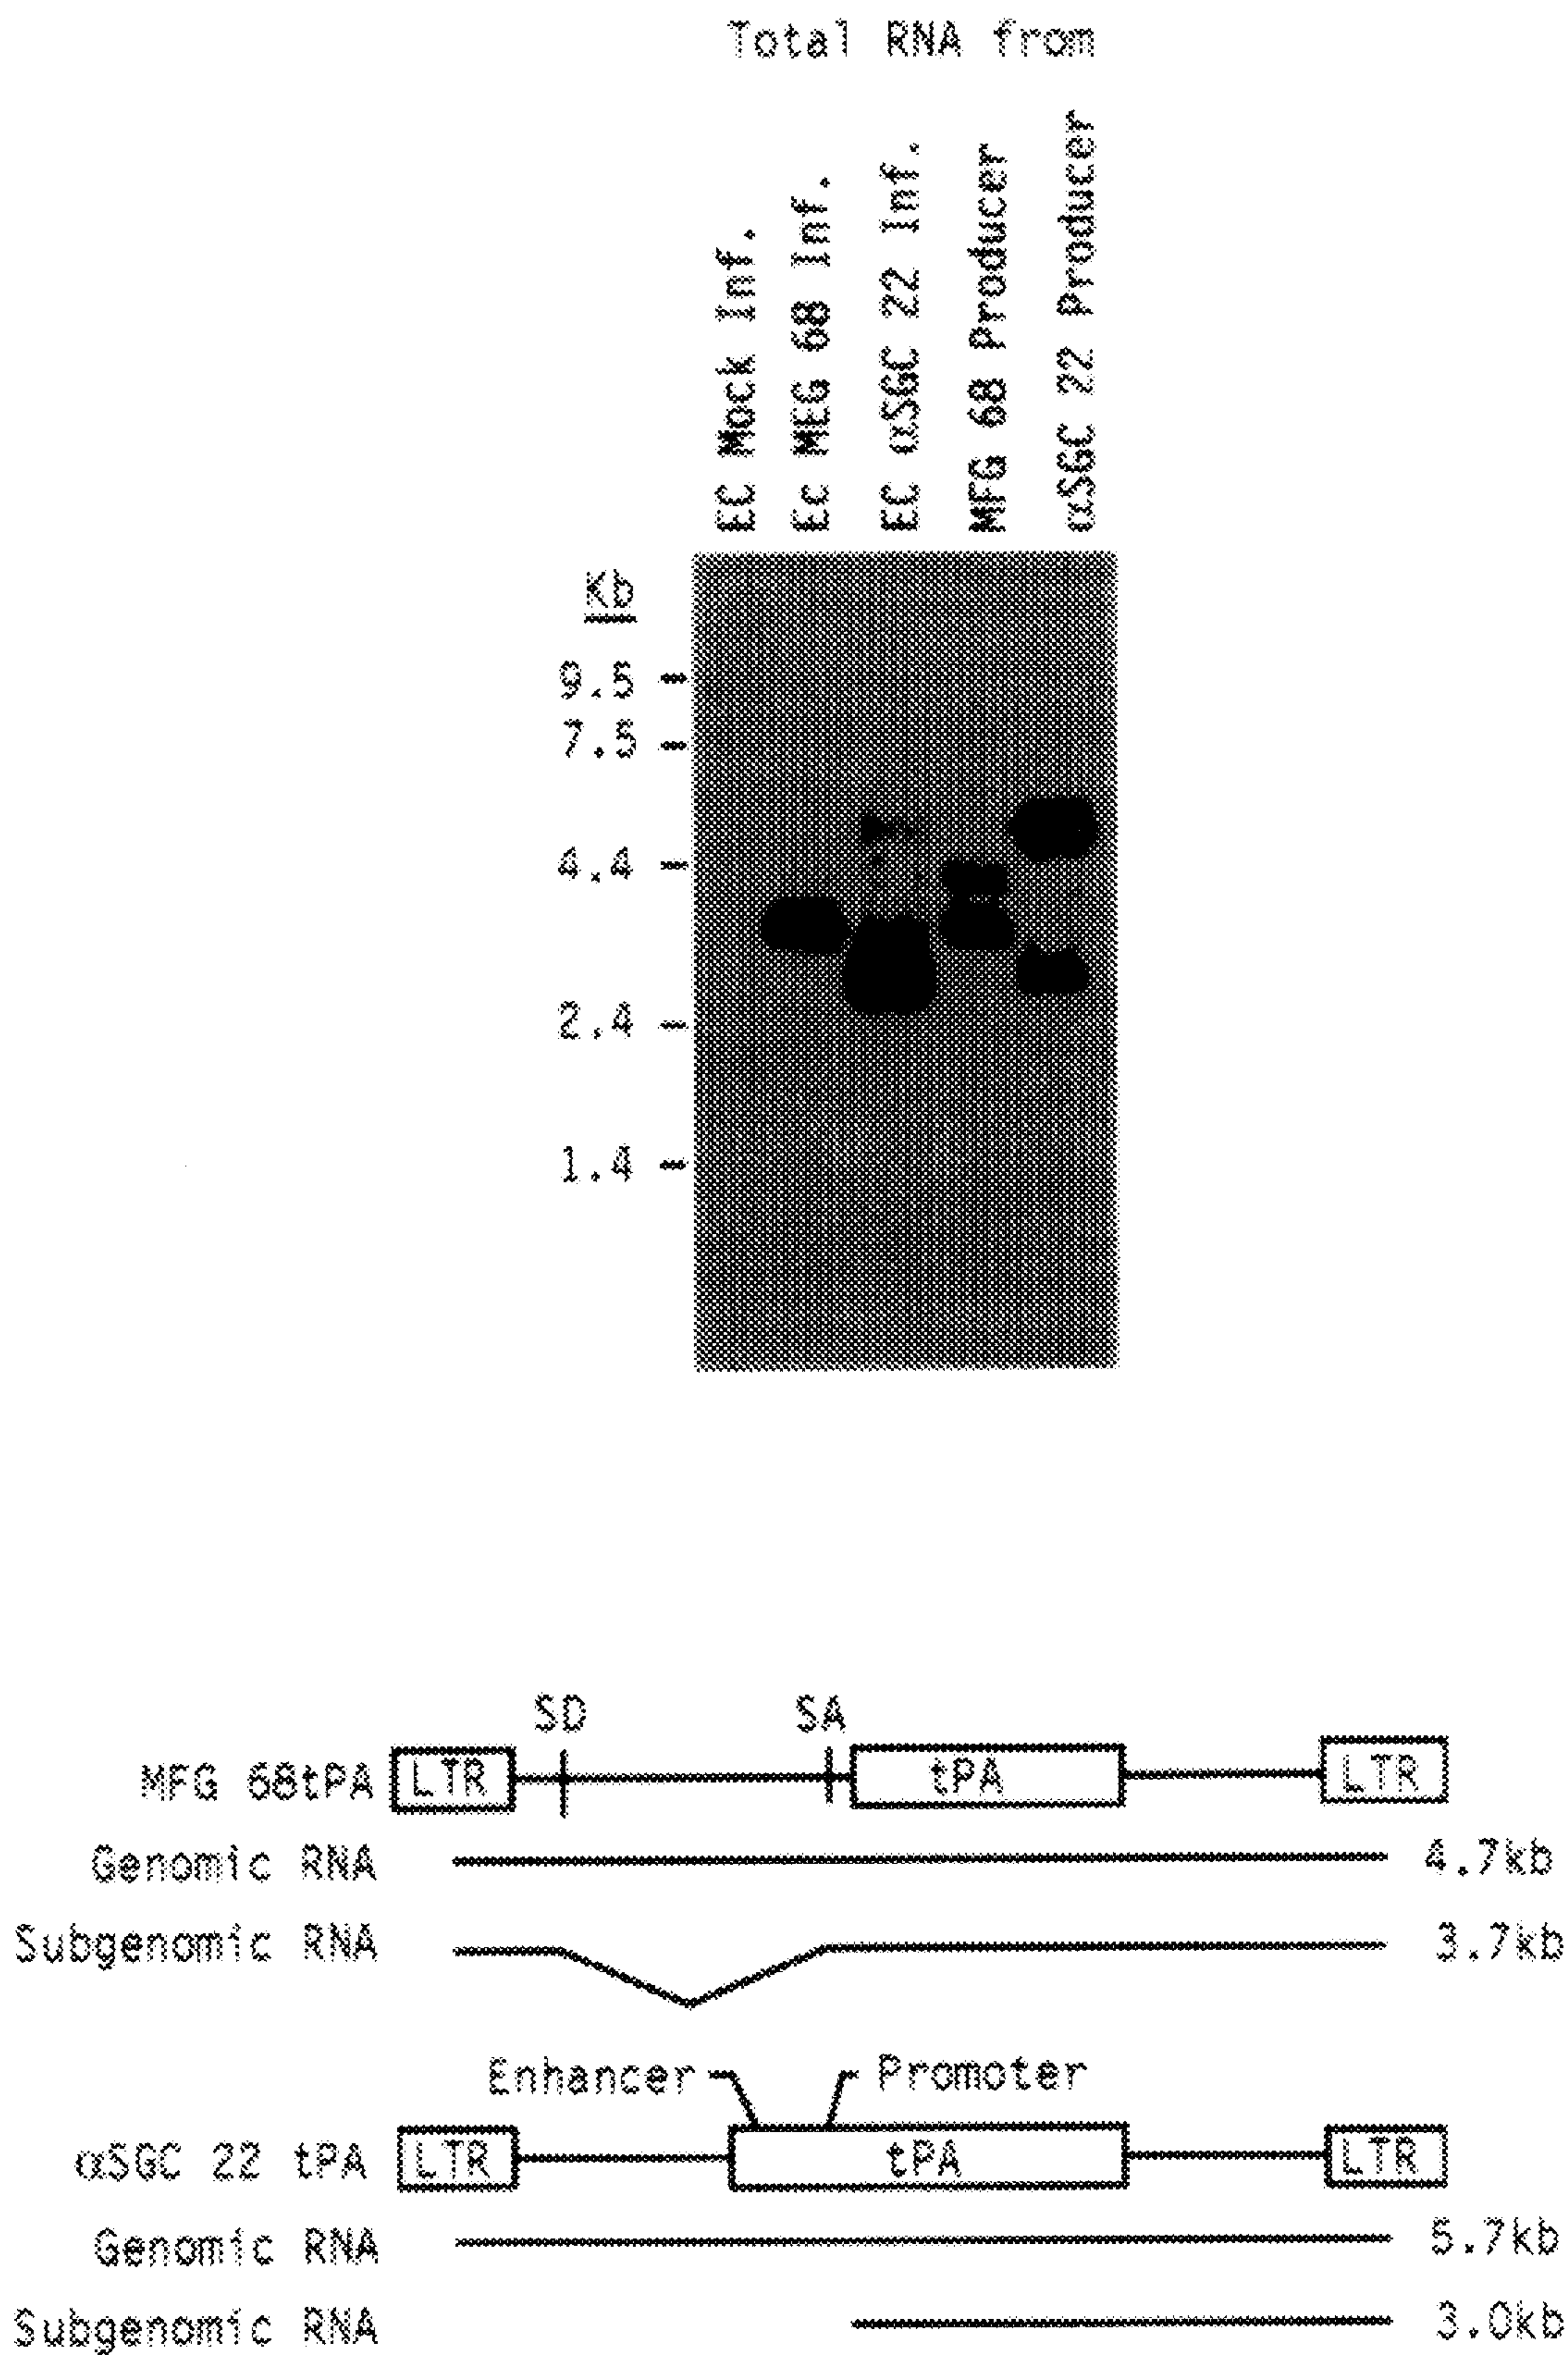 Total RNA from
EC Mock Inf.
Ec MEG 68 Inf.
EC αSGC 22 Inf.
MFG 68 Producer
αSGC 22 Producer
Kb
9.5
7.5
4.4
2.4
1.4
SD SA
MFG 68tPA LTR tPA LTR
Genomic RNA 4.7kb
Subgenomic RNA 3.7kb
Enhancer Promoter
αSGC 22 tPA LTR tPA LTR
Genomic RNA 5.7kb
Subgenomic RNA 3.0kb